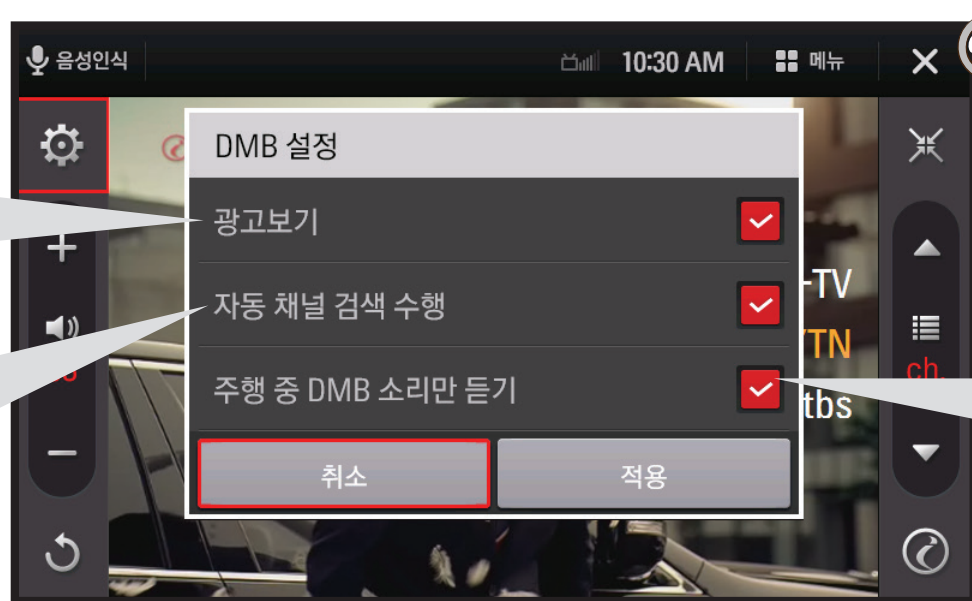 음성인식
10:30 AM
메뉴
DMB 설정
광고보기
자동 채널 검색 수행
주행 중 DMB 소리만 듣기
-TV
TN
ch.
tbs
취소
적용